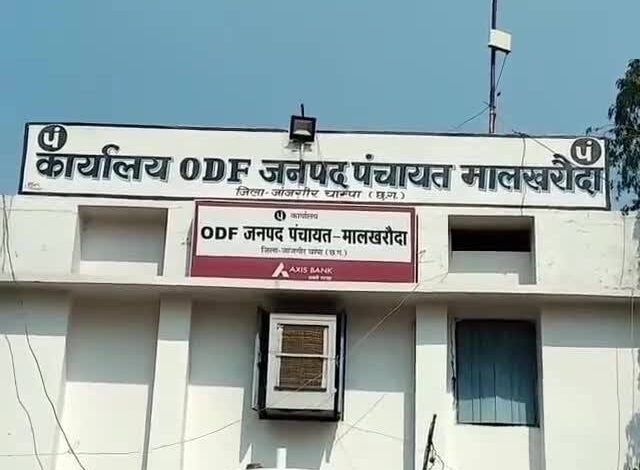 कार्यालय ODF जनपद पंचायत मालखरौदा
जिला-जांजगीर चाम्पा (छ.ग.)
कार्यालय
ODF जनपद पंचायत-मालखरौदा
जिला-जांजगीर चांपा (छ.ग.)
AXIS BANK